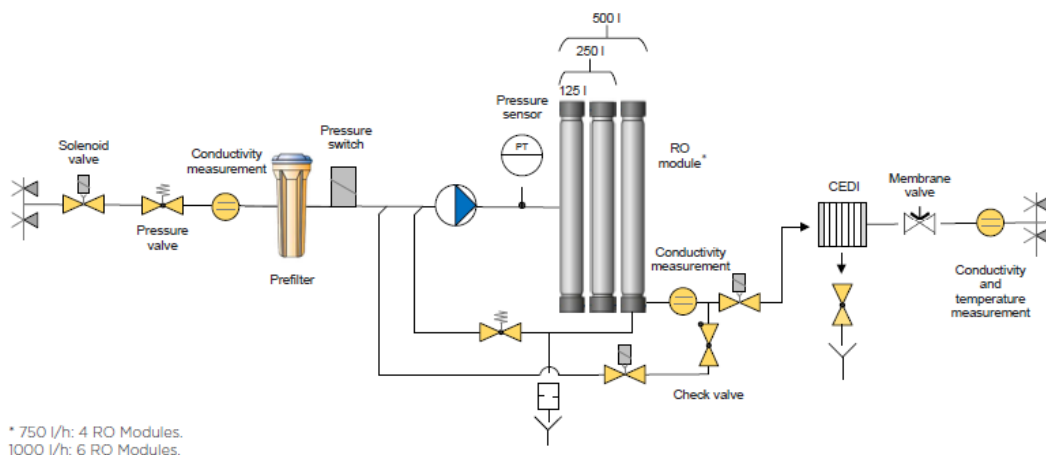 500 l
250 l
125 l
Pressure
sensor
PT
Pressure
switch
Solenoid
valve
Conductivity
measurement
Pressure
valve
Prefilter
RO
module*
CEDI
Membrane
valve
Conductivity
measurement
Conductivity
and
temperature
measurement
Check valve
* 750 l/h: 4 RO Modules.
1000 l/h: 6 RO Modules.